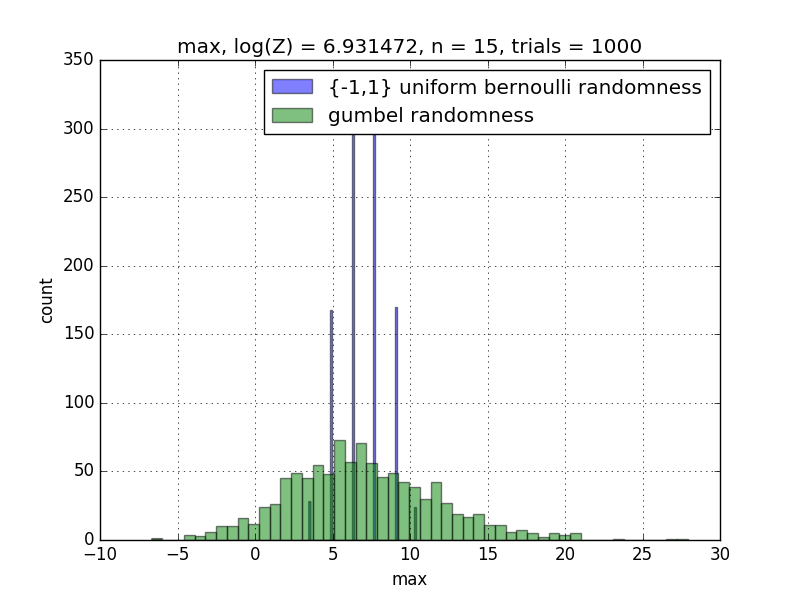 max, log(Z) = 6.931472, n = 15, trials = 1000
{-1,1} uniform bernoulli randomness
gumbel randomness
350
300
250
200
150
100
50
0
count
−10 −5 0 5 10 15 20 25 30
max